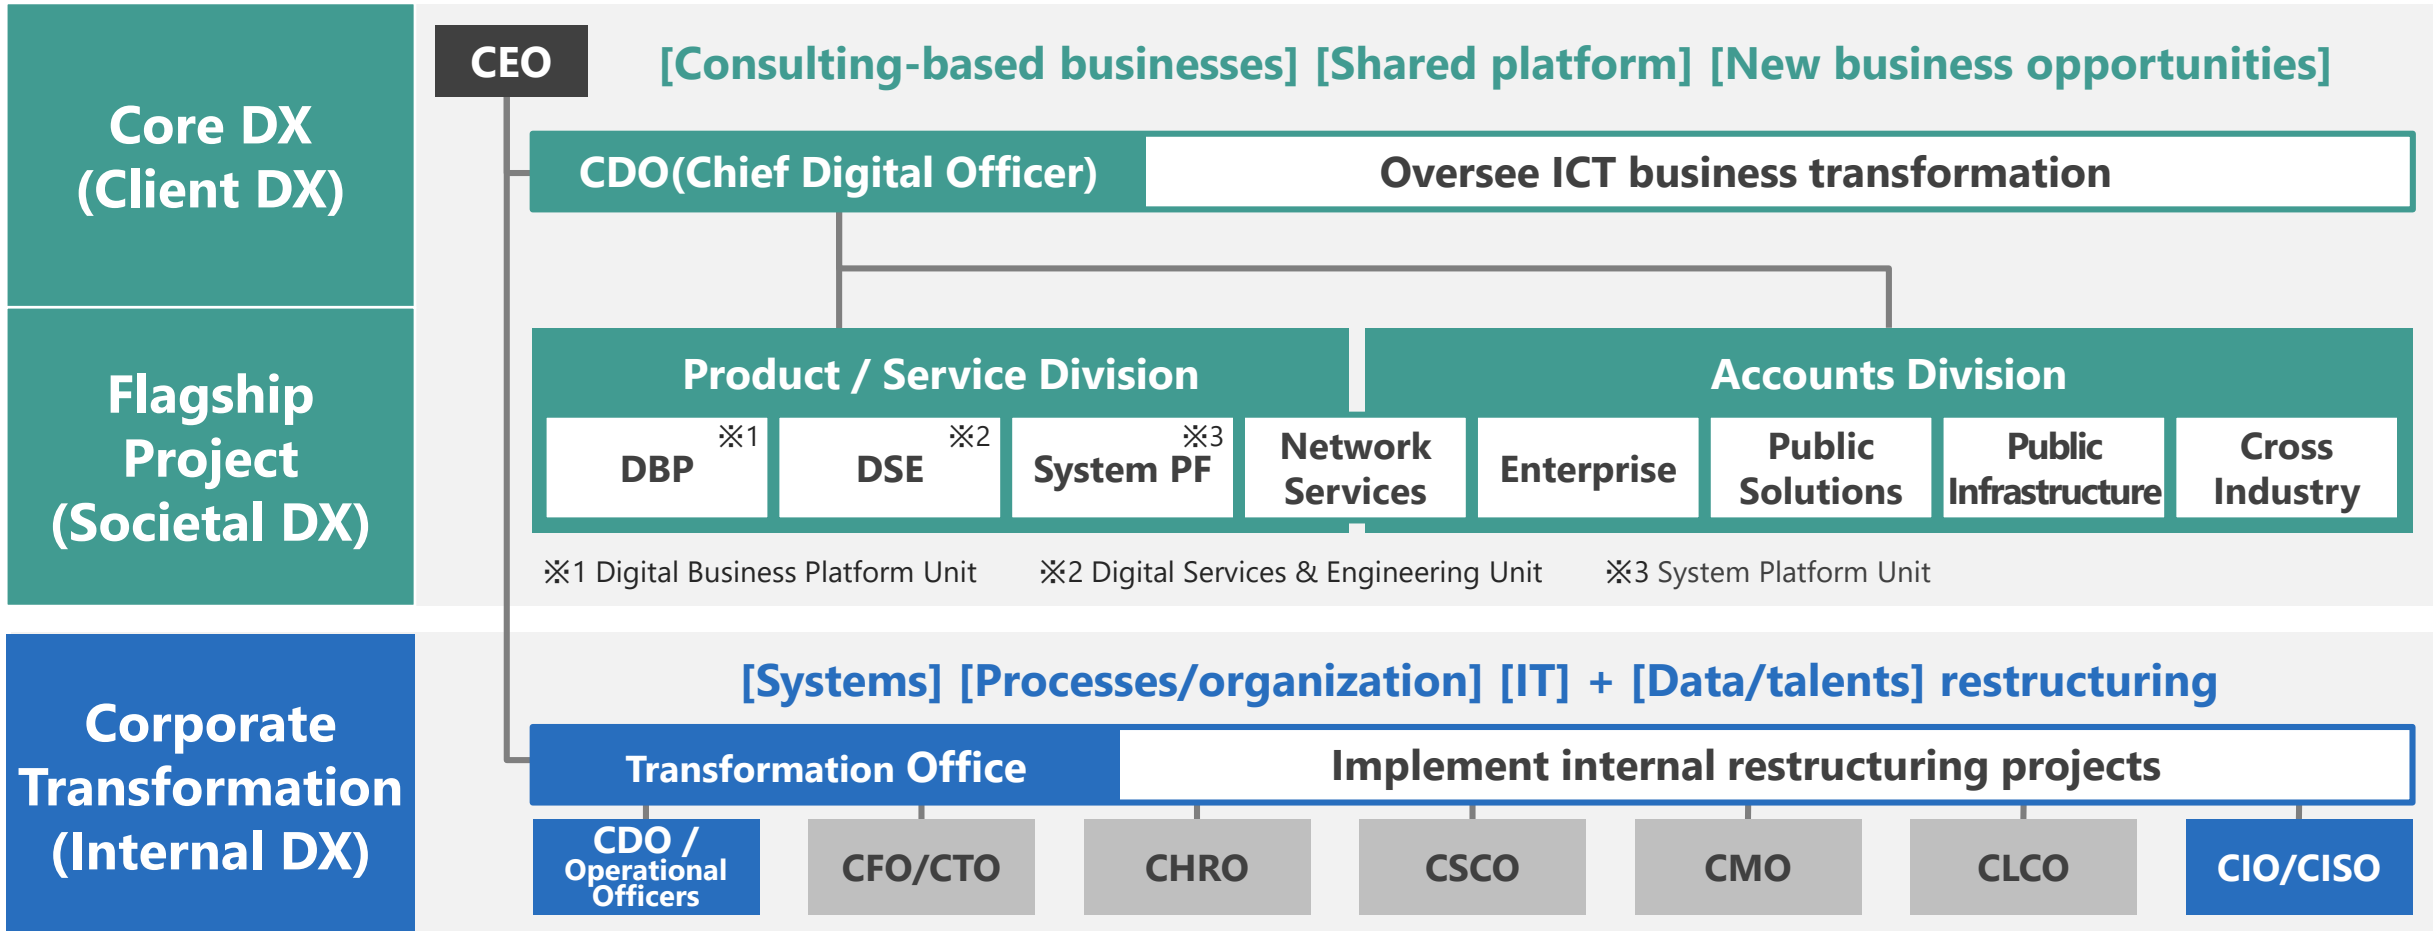 Core DX
(Client DX)
CEO
[Consulting-based businesses] [Shared platform] [New business opportunities]
CDO(Chief Digital Officer)
Oversee ICT business transformation
Flagship
Project
(Societal DX)
Product / Service Division
Accounts Division
DBP ※1
DSE ※2
System PF ※3
Network
Services
Enterprise
Public
Solutions
Public
Infrastructure
Cross
Industry
※1 Digital Business Platform Unit
※2 Digital Services & Engineering Unit
※3 System Platform Unit
Corporate
Transformation
(Internal DX)
[Systems] [Processes/organization] [IT] + [Data/talents] restructuring
Transformation Office
Implement internal restructuring projects
CDO /
Operational
Officers
CFO/CTO
CHRO
CSCO
CMO
CLCO
CIO/CISO